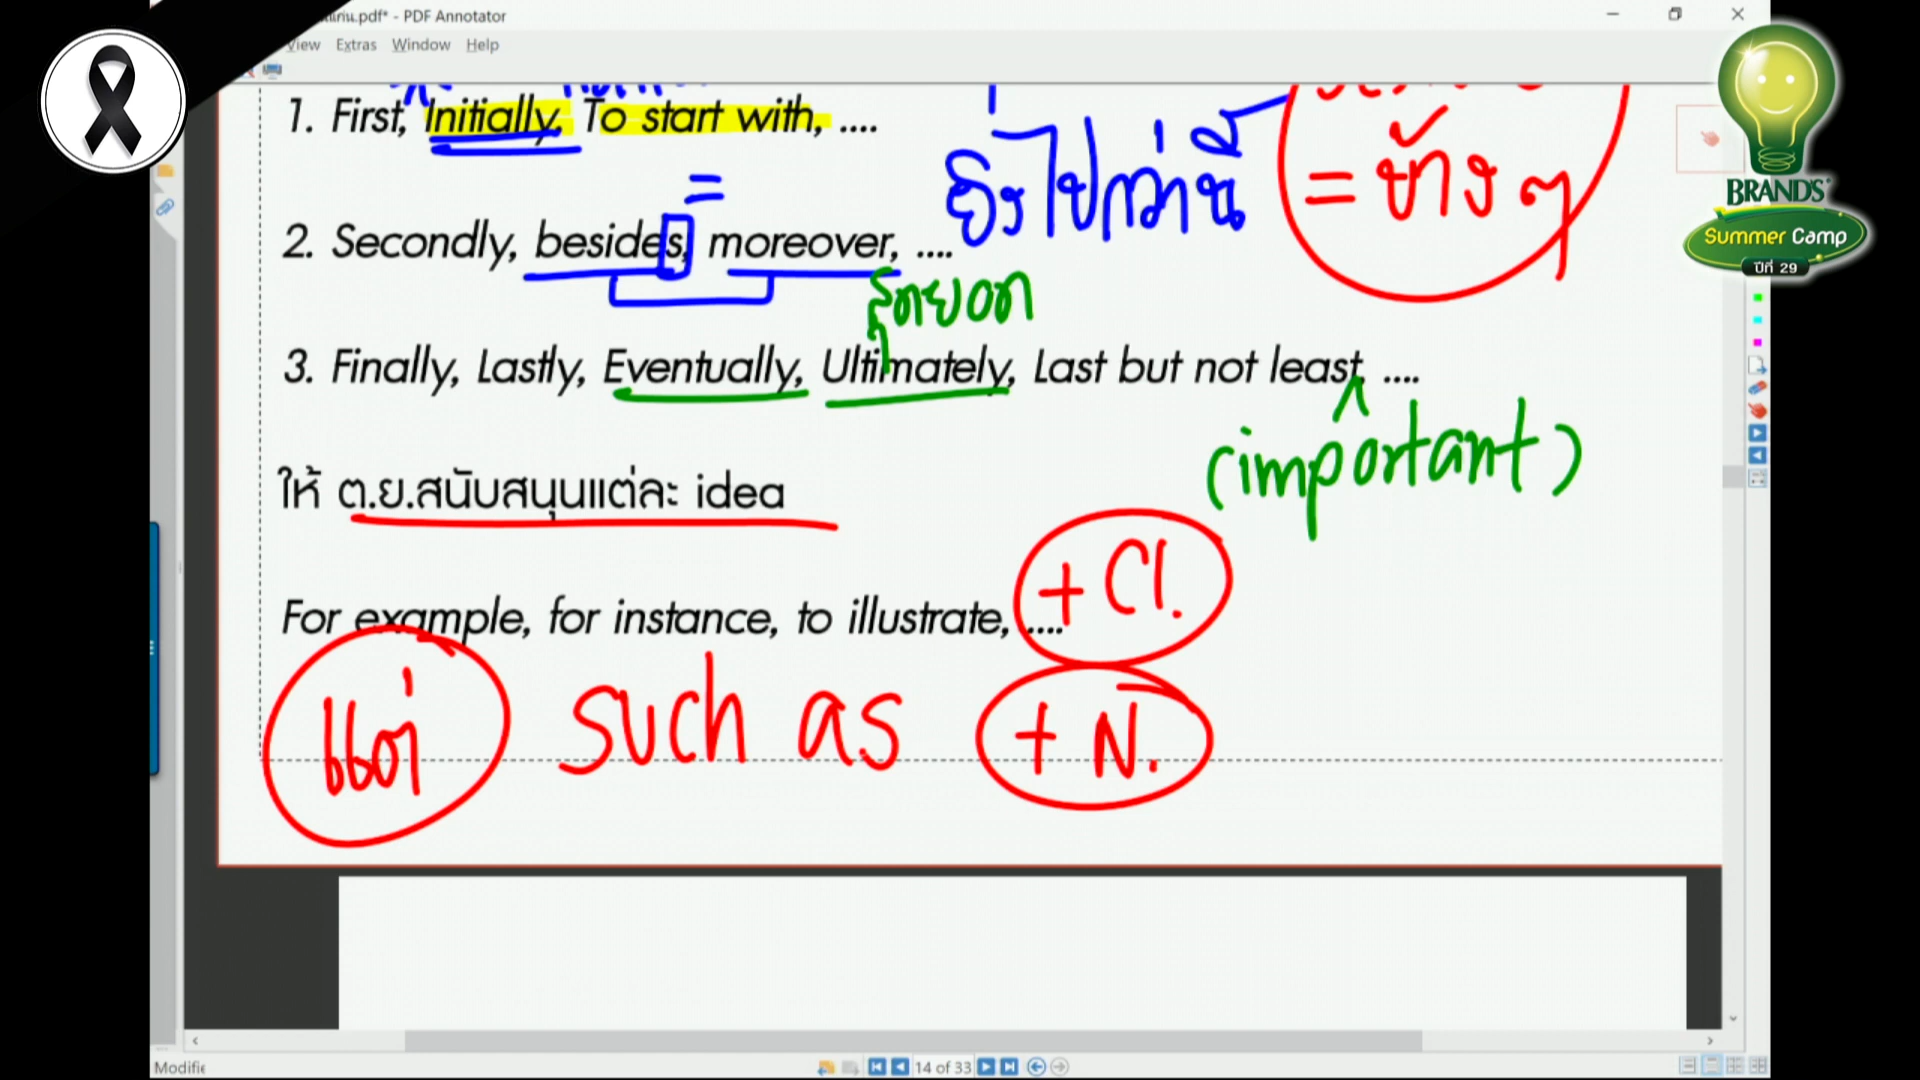 .pdf* - PDF Annotator
View Extras Window Help
1. First, Initially, To start with, ....
= ข้าง ๆ
ยิ่งไปกว่านี้
=
2. Secondly, besides, moreover, ....
สุดยอด
3. Finally, Lastly, Eventually, Ultimately, Last but not least, ....
(important)
ให้ ต.ย.สนับสนุนแต่ละ idea
+ Cl.
For example, for instance, to illustrate, ....
แต่ such as + N.
14 of 33
BRAND'S
Summer Camp
ปีที่ 29